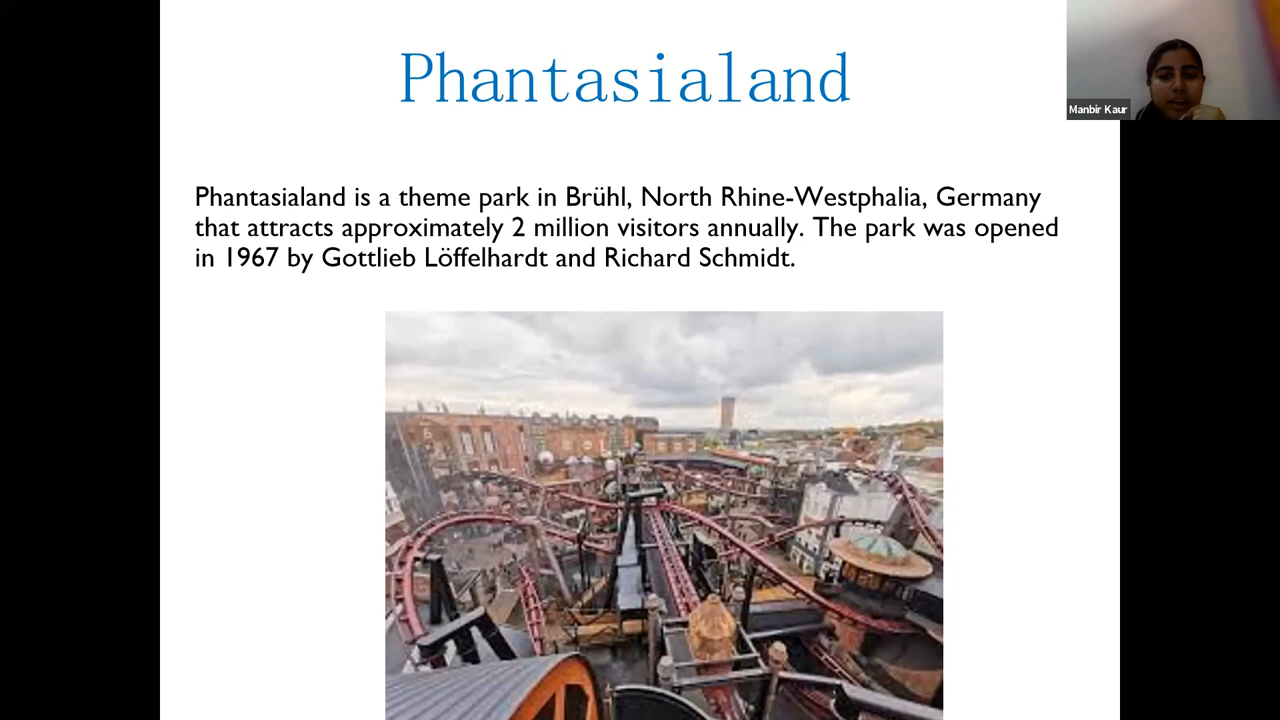 Phantasialand
Manbir Kaur
Phantasialand is a theme park in Brühl, North Rhine-Westphalia, Germany
that attracts approximately 2 million visitors annually. The park was opened
in 1967 by Gottlieb Löffelhardt and Richard Schmidt.